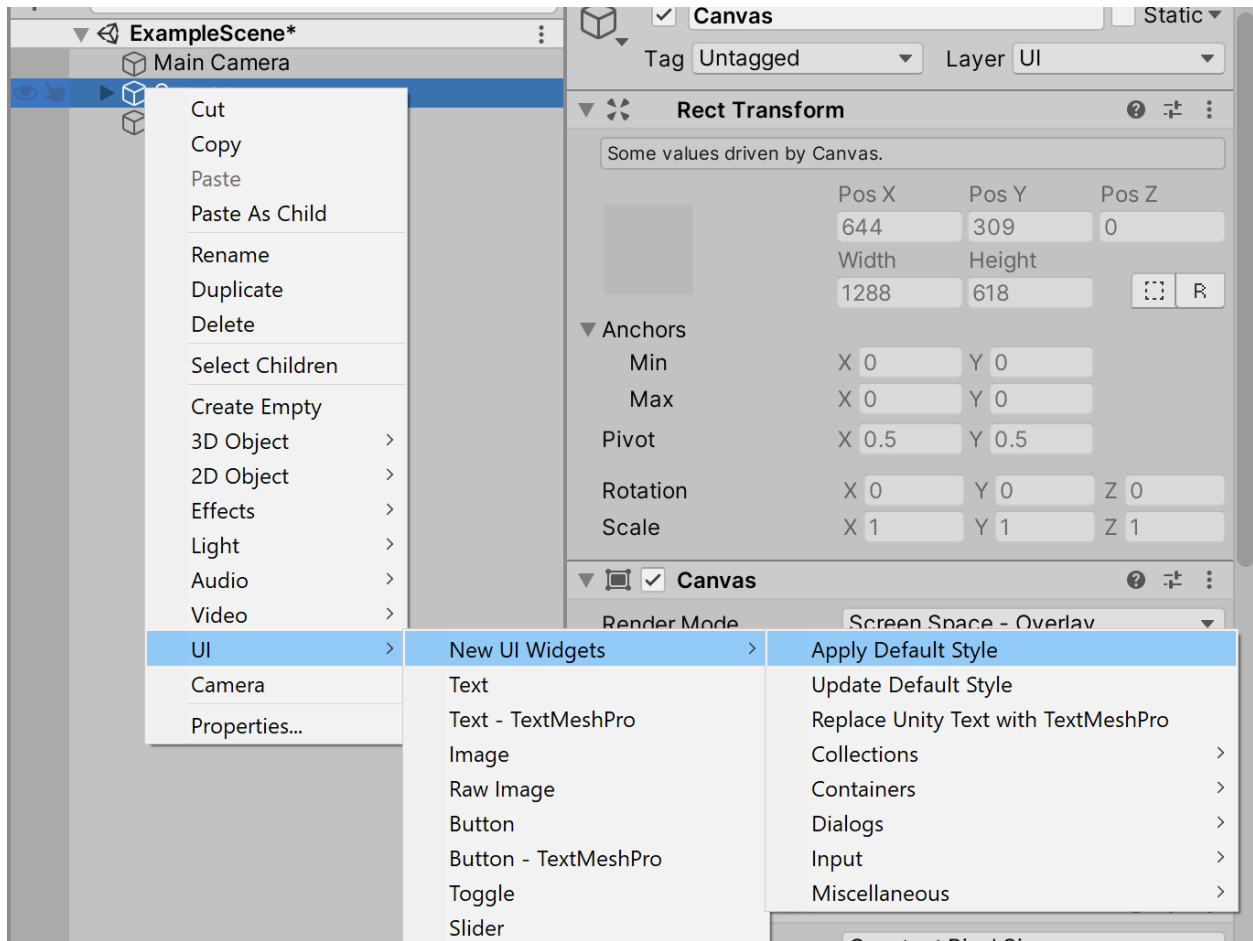 ExampleScene*
Main Camera
Cut
Copy
Paste
Paste As Child
Rename
Duplicate
Delete
Select Children
Create Empty
3D Object
2D Object
Effects
Light
Audio
Video
UI
Camera
Properties...
New UI Widgets
Text
Text - TextMeshPro
Image
Raw Image
Button
Button - TextMeshPro
Toggle
Slider
Apply Default Style
Update Default Style
Replace Unity Text with TextMeshPro
Collections
Containers
Dialogs
Input
Miscellaneous
Canvas Static
Tag Untagged Layer UI
Rect Transform
Some values driven by Canvas.
Pos X Pos Y Pos Z
644 309 0
Width Height
1288 618 R
Anchors
Min X 0 Y 0
Max X 0 Y 0
Pivot X 0.5 Y 0.5
Rotation X 0 Y 0 Z 0
Scale X 1 Y 1 Z 1
Canvas
Render Mode Screen Space - Overlay